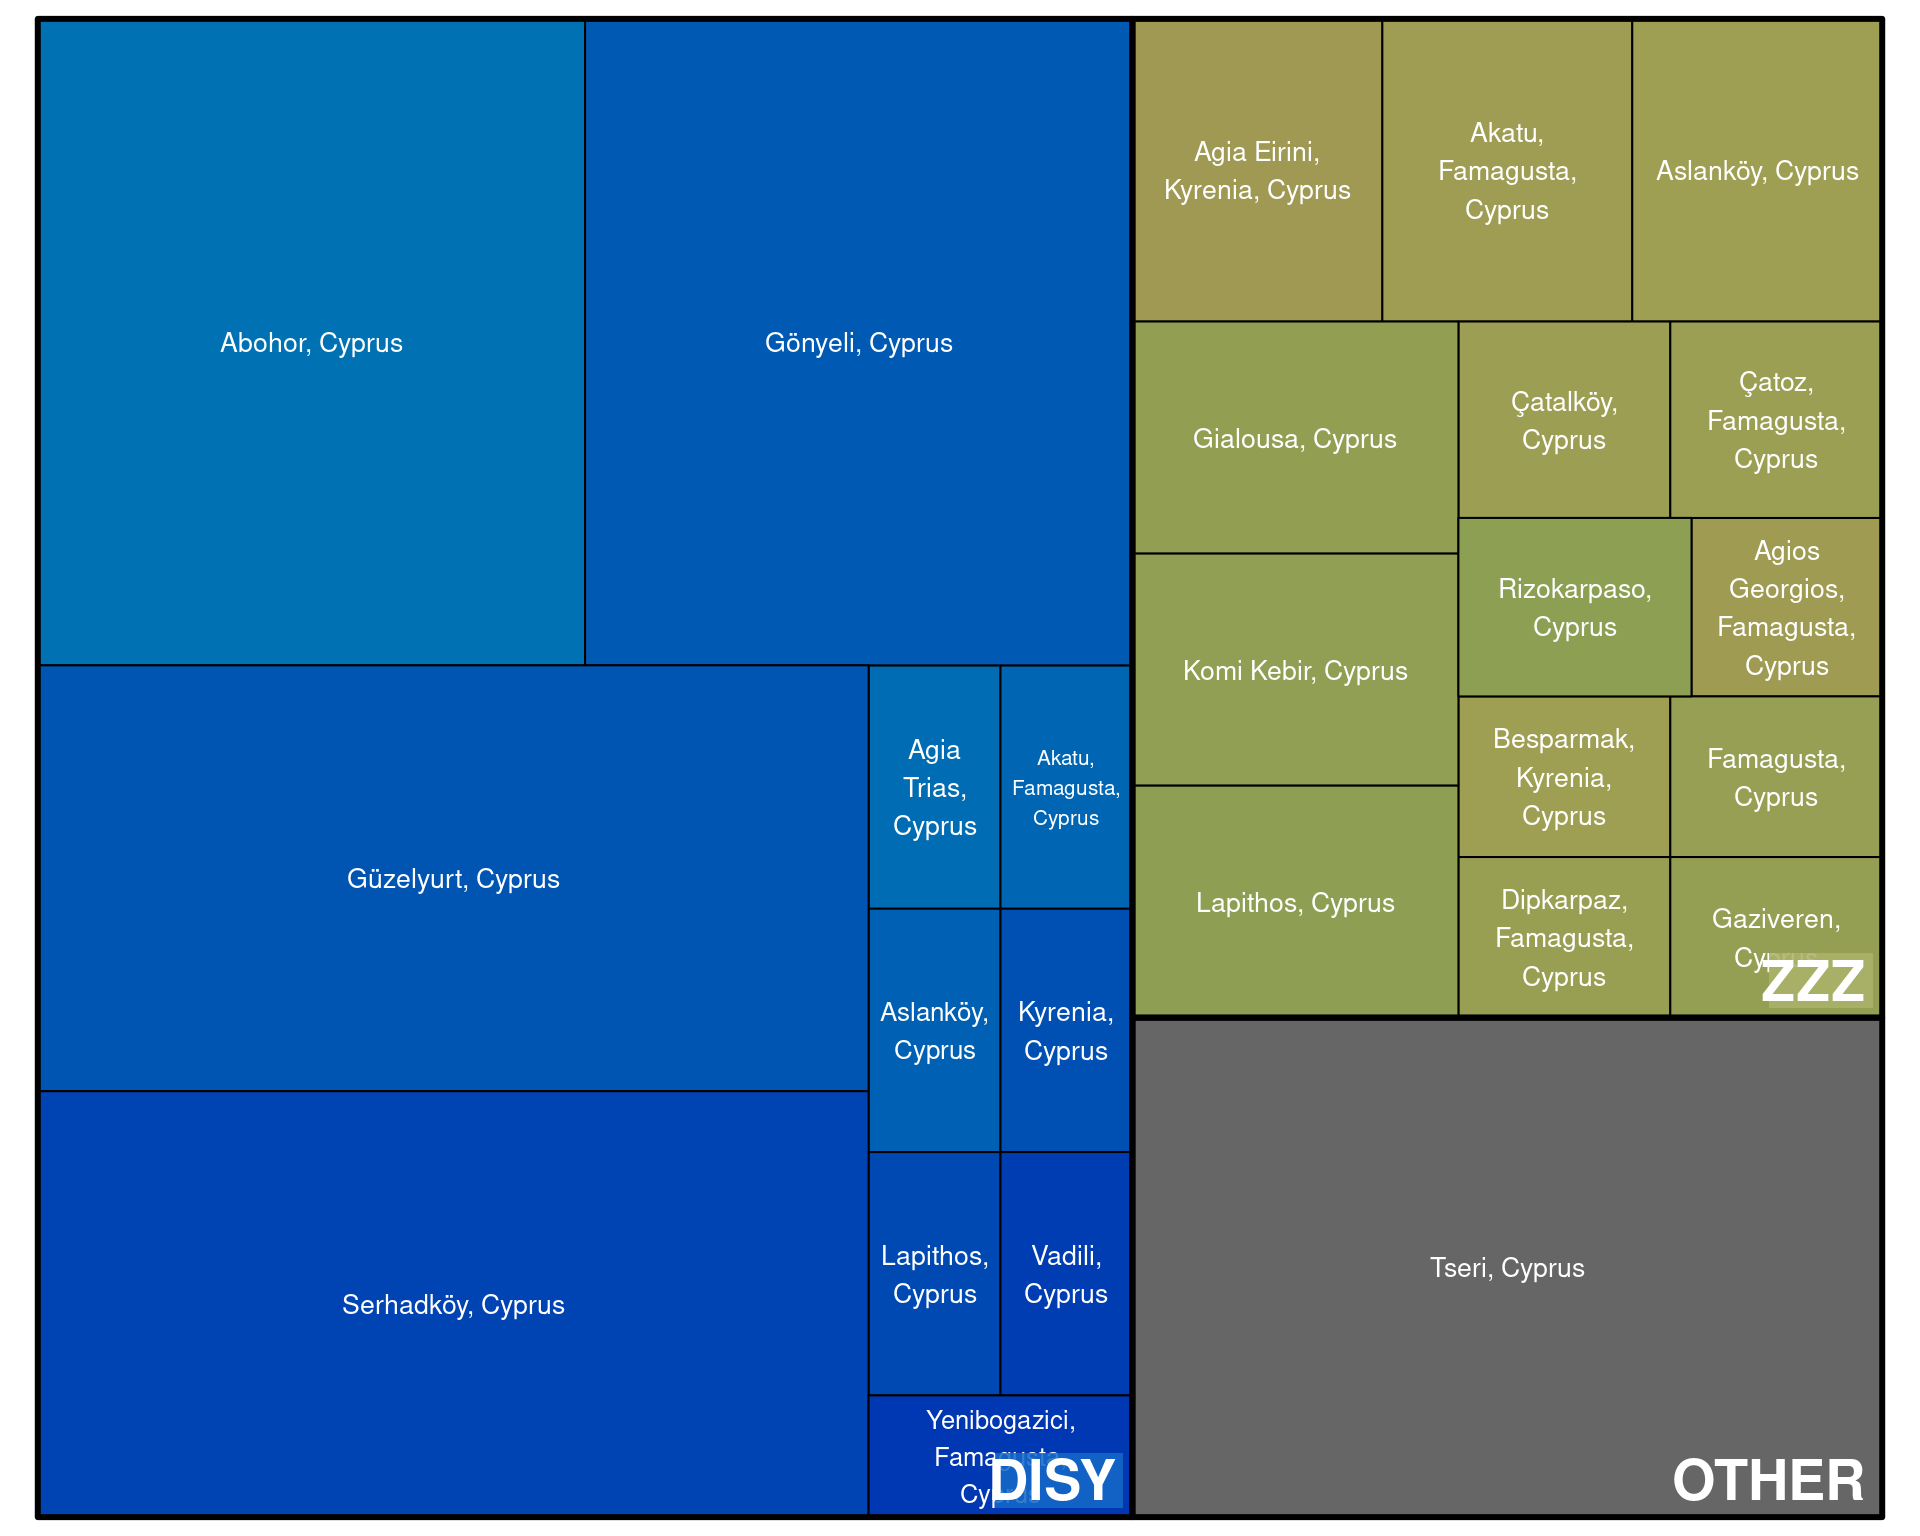 Abohor, Cyprus
Gönyeli, Cyprus
Güzelyurt, Cyprus
Serhadköy, Cyprus
Agia
Trias,
Cyprus
Akatu,
Famagusta,
Cyprus
Aslanköy,
Cyprus
Kyrenia,
Cyprus
Lapithos,
Cyprus
Vadili,
Cyprus
Yenibogazici,
Famagusta,
Cyprus
DISY
Agia Eirini,
Kyrenia, Cyprus
Akatu,
Famagusta,
Cyprus
Aslanköy, Cyprus
Gialousa, Cyprus
Komi Kebir, Cyprus
Lapithos, Cyprus
Çatalköy,
Cyprus
Çatoz,
Famagusta,
Cyprus
Rizokarpaso,
Cyprus
Agios
Georgios,
Famagusta,
Cyprus
Besparmak,
Kyrenia,
Cyprus
Famagusta,
Cyprus
Dipkarpaz,
Famagusta,
Cyprus
Gaziveren,
Cyprus
ZZZ
Tseri, Cyprus
OTHER